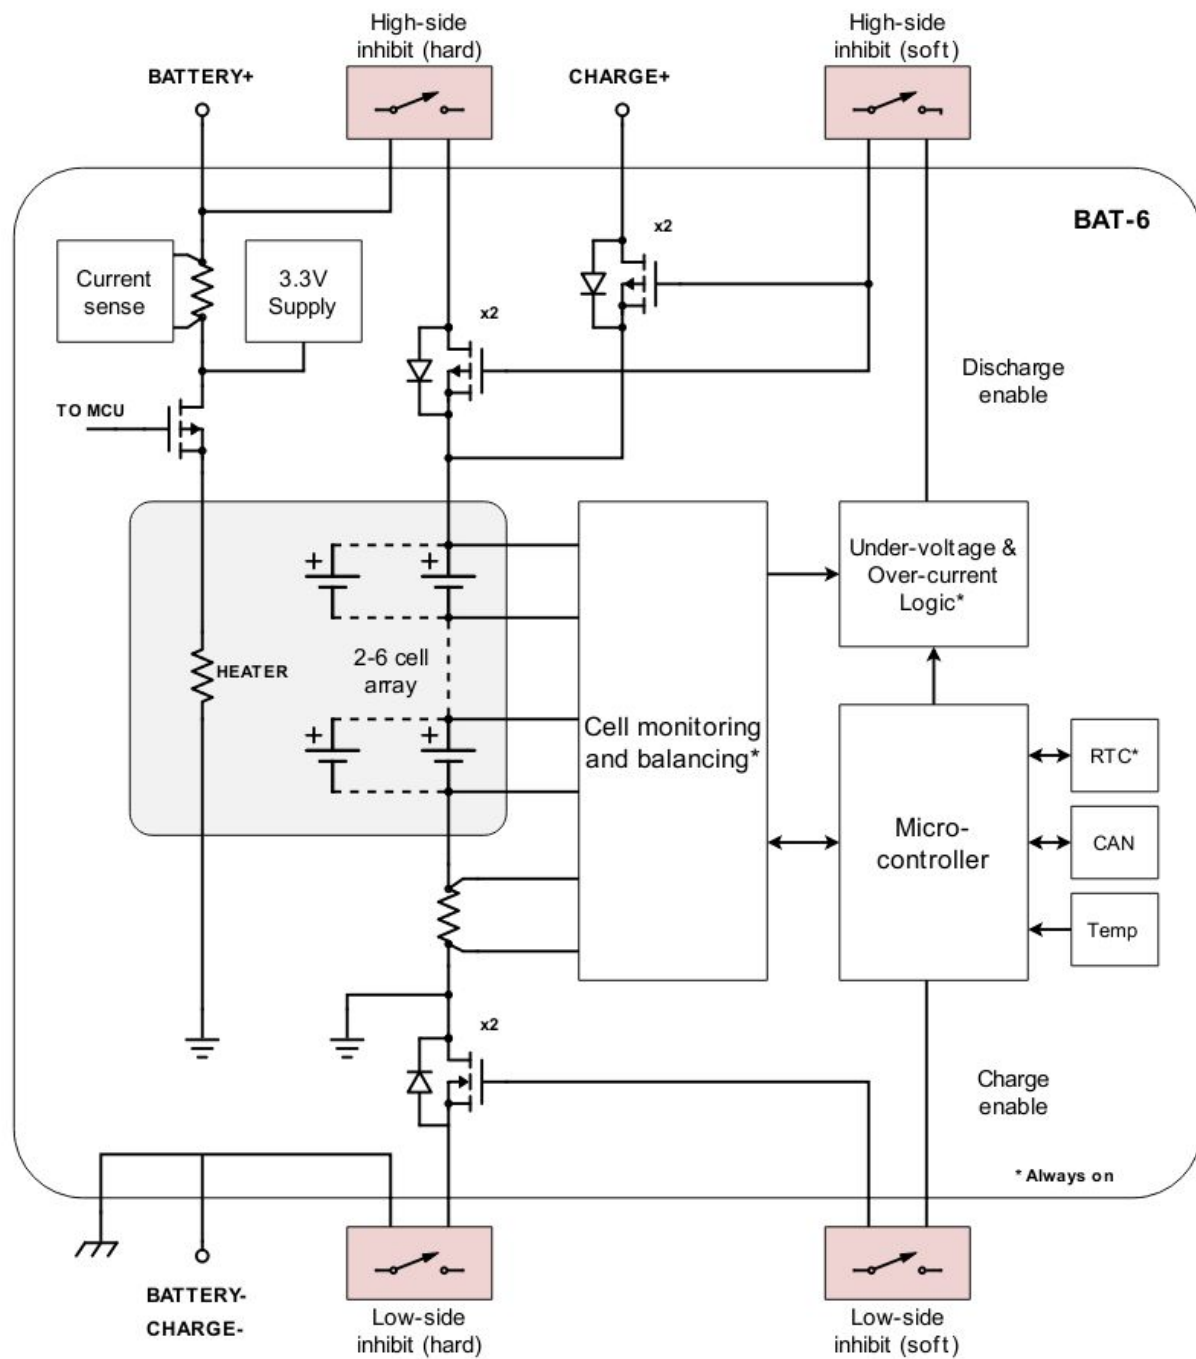 High-side
inhibit (hard)
High-side
inhibit (soft)
BATTERY+
CHARGE+
BAT-6
x2
Current
sense
3.3V
Supply
x2
Discharge
enable
TO MCU
+
+
Under-voltage &
Over-current
Logic*
2-6 cell
array
HEATER
+
+
Cell monitoring
and balancing*
RTC*
Micro-
controller
CAN
Temp
x2
Charge
enable
* Always on
BATTERY-
CHARGE-
Low-side
inhibit (hard)
Low-side
inhibit (soft)